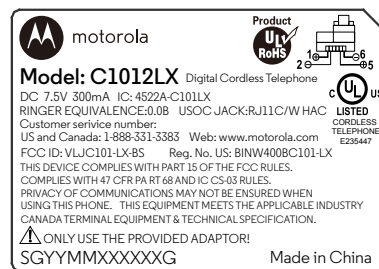 Product
UL
RoHS
motorola
1 6
2 5
Model: C1012LX Digital Cordless Telephone
DC 7.5V 300mA IC: 4522A-C101LX
RINGER EQUIVALENCE:0.0B USOC JACK:RJ11C/W HAC
Customer service number:
US and Canada: 1-888-331-3383 Web: www.motorola.com
C UL US
LISTED
CORDLESS
TELEPHONE
E235447
FCC ID: VLJC101-LX-BS Reg. No. US: BINW400BC101-LX
THIS DEVICE COMPLIES WITH PART 15 OF THE FCC RULES.
COMPLIES WITH 47 CFR PART 68 AND IC CS-03 RULES.
PRIVACY OF COMMUNICATIONS MAY NOT BE ENSURED WHEN
USING THIS PHONE. THIS EQUIPMENT MEETS THE APPLICABLE INDUSTRY
CANADA TERMINAL EQUIPMENT & TECHNICAL SPECIFICATION.
ONLY USE THE PROVIDED ADAPTOR!
SGYYMMXXXXXXG Made in China